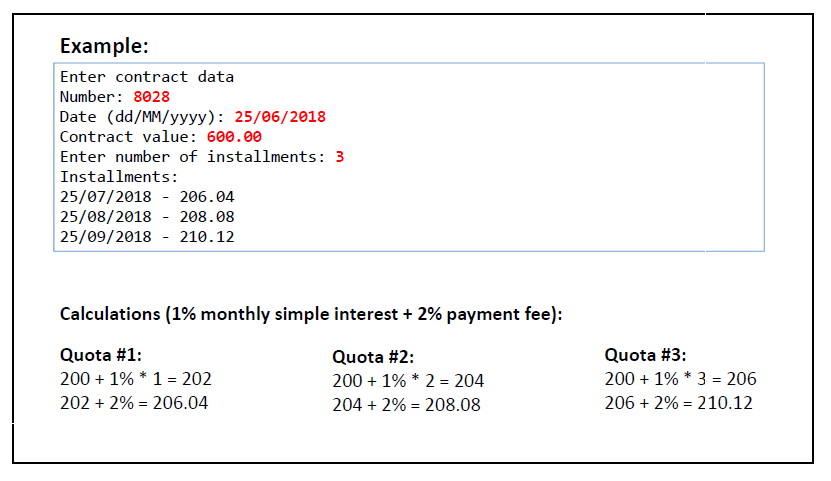 Example:
Enter contract data
Number: 8028
Date (dd/MM/yyyy): 25/06/2018
Contract value: 600.00
Enter number of installments: 3
Installments:
25/07/2018 - 206.04
25/08/2018 - 208.08
25/09/2018 - 210.12
Calculations (1% monthly simple interest + 2% payment fee):
Quota #1:
200 + 1% * 1 = 202
202 + 2% = 206.04
Quota #2:
200 + 1% * 2 = 204
204 + 2% = 208.08
Quota #3:
200 + 1% * 3 = 206
206 + 2% = 210.12